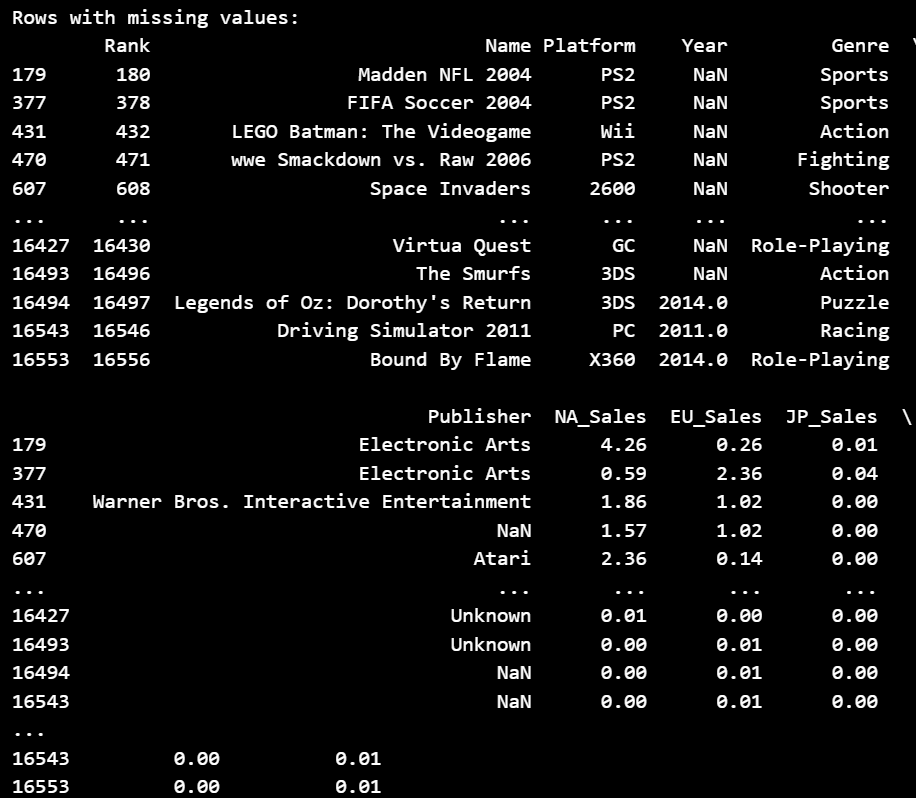 Rows with missing values:
Rank Name Platform Year Genre \
179 180 Madden NFL 2004 PS2 NaN Sports
377 378 FIFA Soccer 2004 PS2 NaN Sports
431 432 LEGO Batman: The Videogame Wii NaN Action
470 471 wwe Smackdown vs. Raw 2006 PS2 NaN Fighting
607 608 Space Invaders 2600 NaN Shooter
... ... ... ... ... ...
16427 16430 Virtua Quest GC NaN Role-Playing
16493 16496 The Smurfs 3DS NaN Action
16494 16497 Legends of Oz: Dorothy's Return 3DS 2014.0 Puzzle
16543 16546 Driving Simulator 2011 PC 2011.0 Racing
16553 16556 Bound By Flame X360 2014.0 Role-Playing
Publisher NA_Sales EU_Sales JP_Sales \
179 Electronic Arts 4.26 0.26 0.01
377 Electronic Arts 0.59 2.36 0.04
431 Warner Bros. Interactive Entertainment 1.86 1.02 0.00
470 NaN 1.57 1.02 0.00
607 Atari 2.36 0.14 0.00
... ... ... ... ...
16427 Unknown 0.01 0.00 0.00
16493 Unknown 0.00 0.01 0.00
16494 NaN 0.00 0.01 0.00
16543 NaN 0.00 0.01 0.00
...
16543 0.00 0.01
16553 0.00 0.01